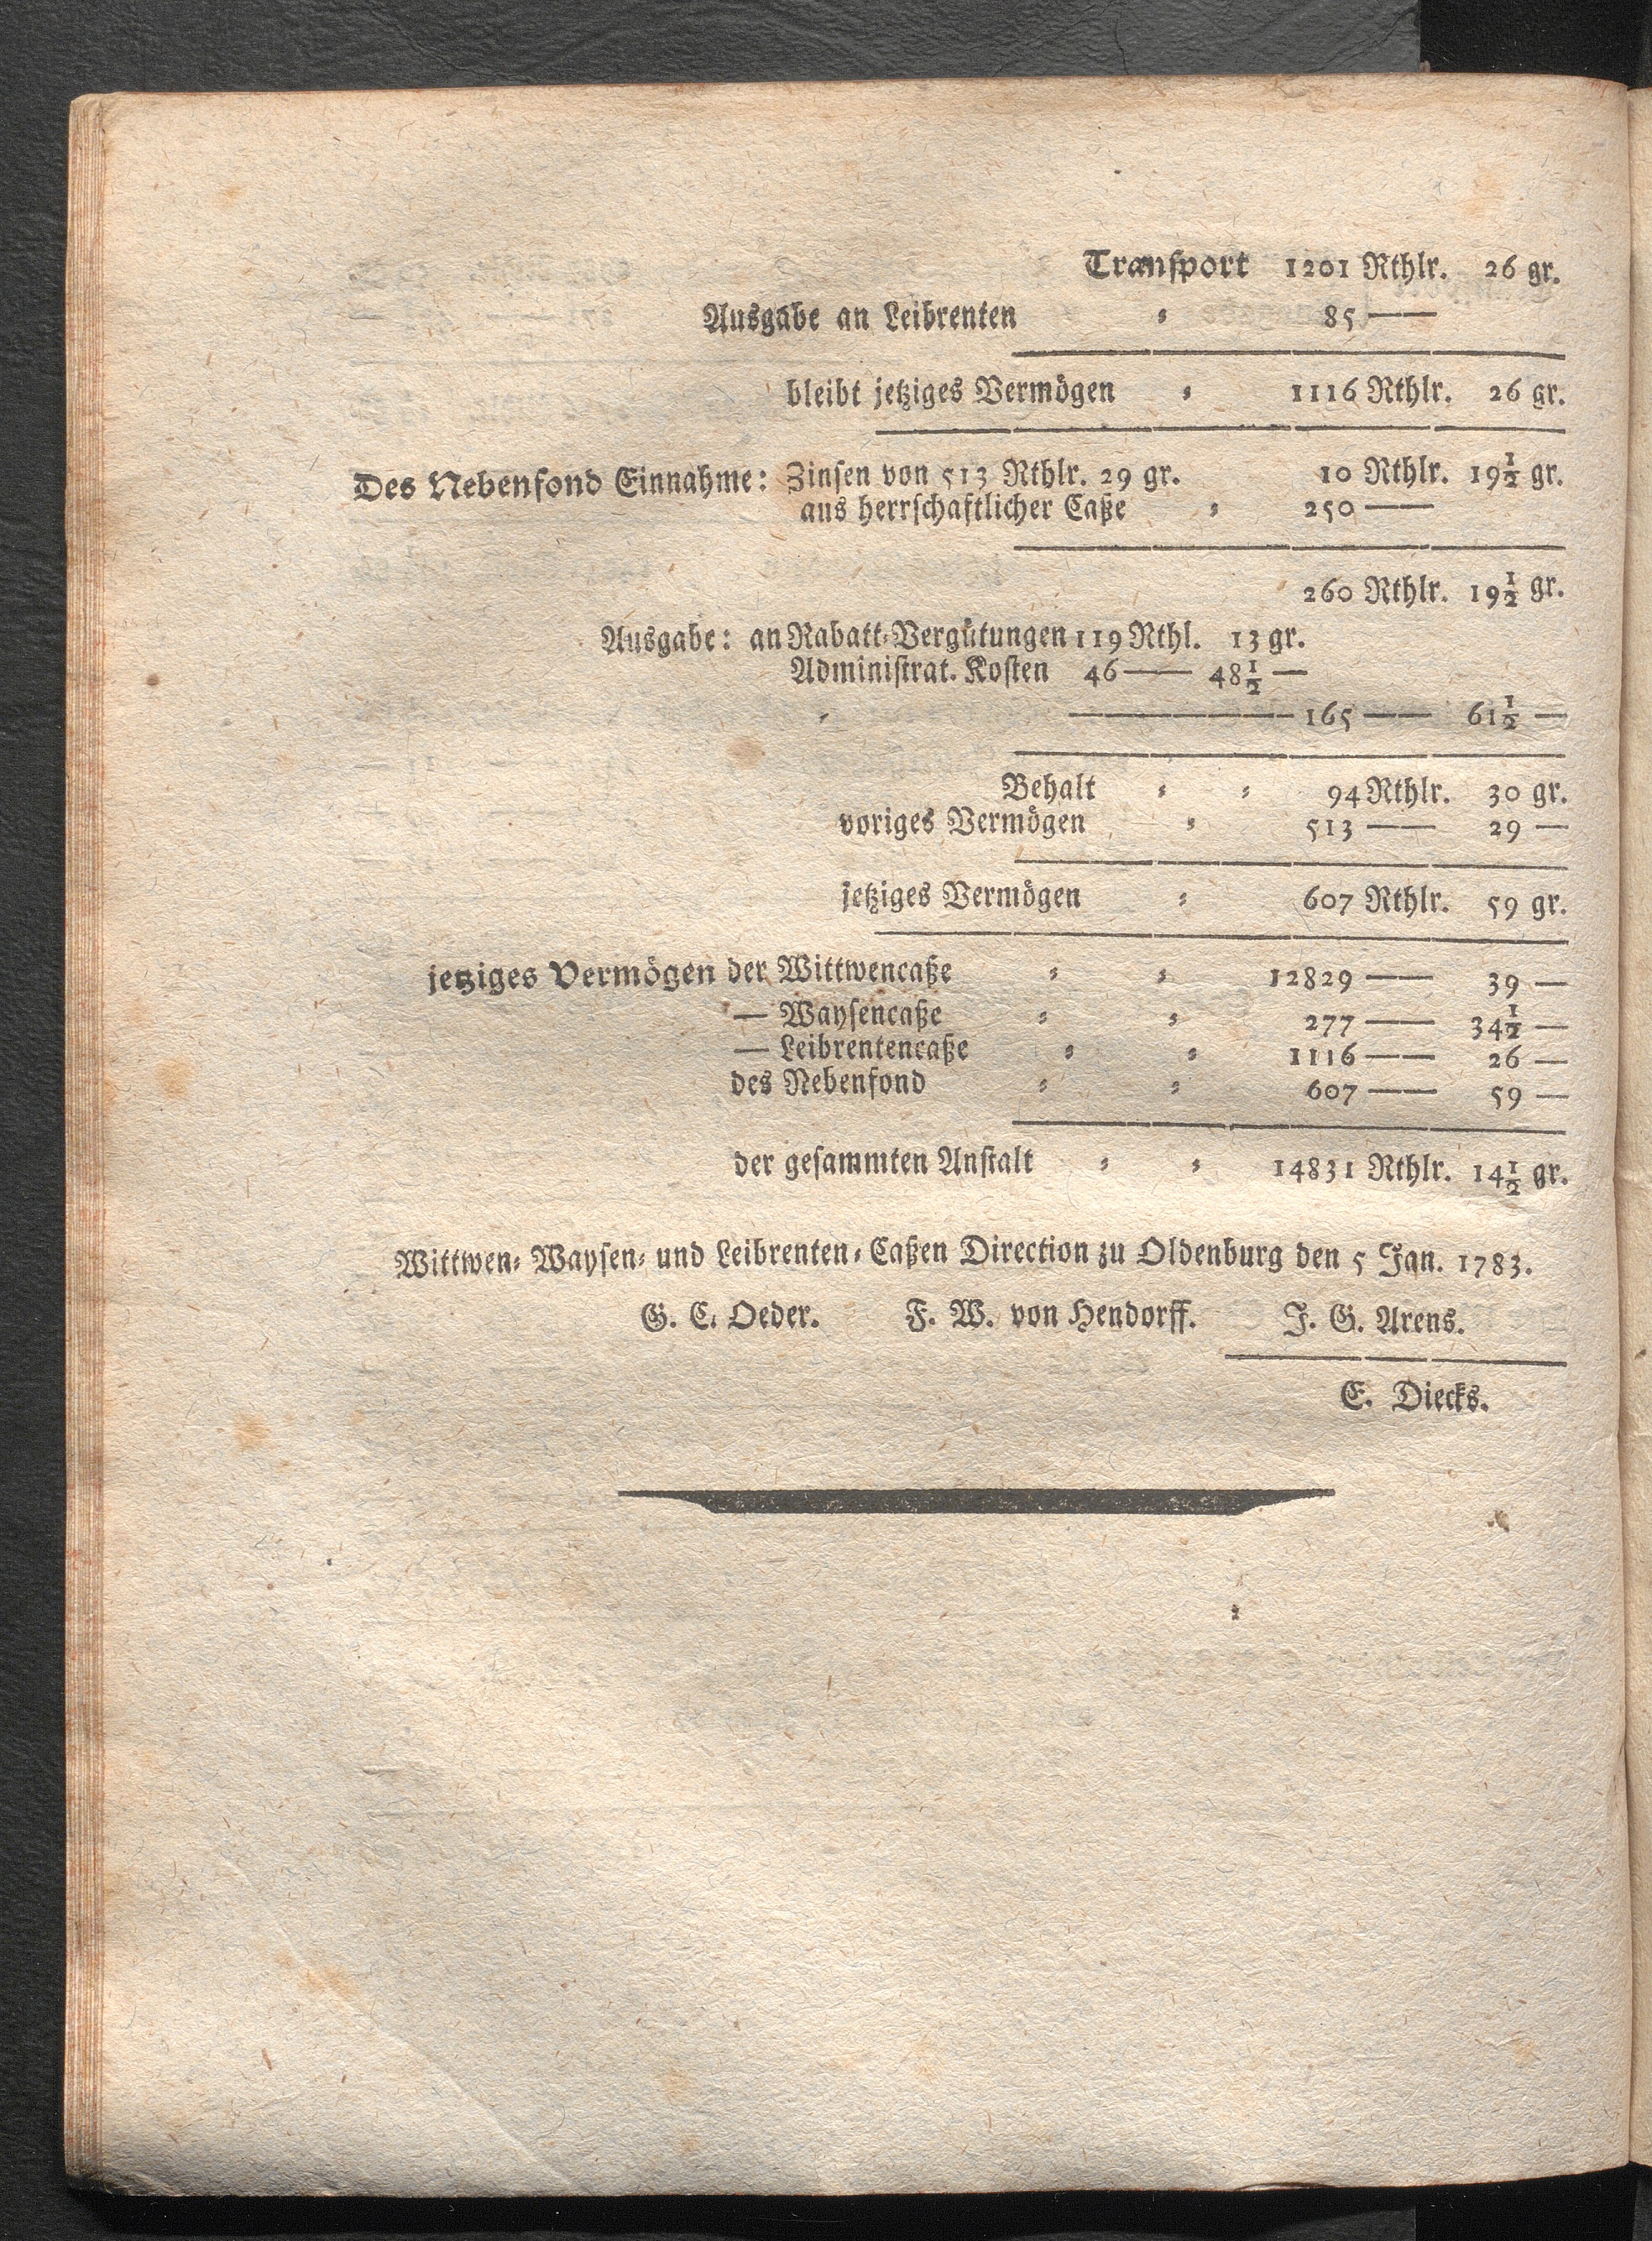 Transport 1201 Rthlr. 26 gr.
Ausgabe an Leibrenten = 85 ——
bleibt jetziges Vermögen = 1116 Rthlr. 26 gr.
Des Nebenfond Einnahme: Zinsen von 513 Rthlr. 29 gr. 10 Rthlr. 19½ gr.
aus herrschaftlicher Caße = 250 ——
260 Rthlr. 19½ gr.
Ausgabe: an Rabatt=Vergütungen 119 Rthl. 13 gr.
Administrat. Kosten 46 —— 48½ —
165 —— 61½ —
Behalt = = 94 Rthlr. 30 gr.
voriges Vermögen = 513 —— 29 —
jetziges Vermögen = 607 Rthlr. 59 gr.
jetziges Vermögen der Wittwencaße = = 12829 —— 39 —
— Waysencaße = = 277 —— 34½ —
— Leibrentencaße = = 1116 —— 26 —
des Nebenfond = = 607 —— 59 —
der gesammten Anstalt = = 14831 Rthlr. 14½ gr.
Wittwen= Waysen= und Leibrenten=Caßen Direction zu Oldenburg den 5 Jan. 1783.
G. C. Oeder. F. W. von Hendorff. J. G. Arens.
E. Diecks.